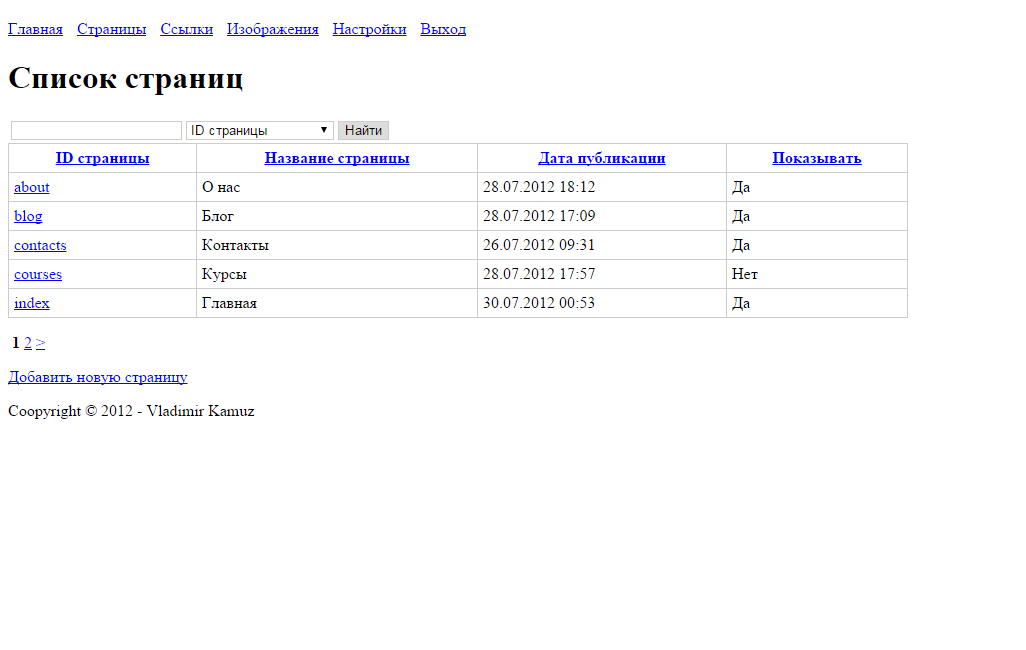 Главная Страницы Ссылки Изображения Настройки Выход
Список страниц
ID страницы ▼ Найти
ID страницы Название страницы Дата публикации Показывать
about О нас 28.07.2012 18:12 Да
blog Блог 28.07.2012 17:09 Да
contacts Контакты 26.07.2012 09:31 Да
courses Курсы 28.07.2012 17:57 Нет
index Главная 30.07.2012 00:53 Да
1 2 >
Добавить новую страницу
Coopyright © 2012 - Vladimir Kamuz